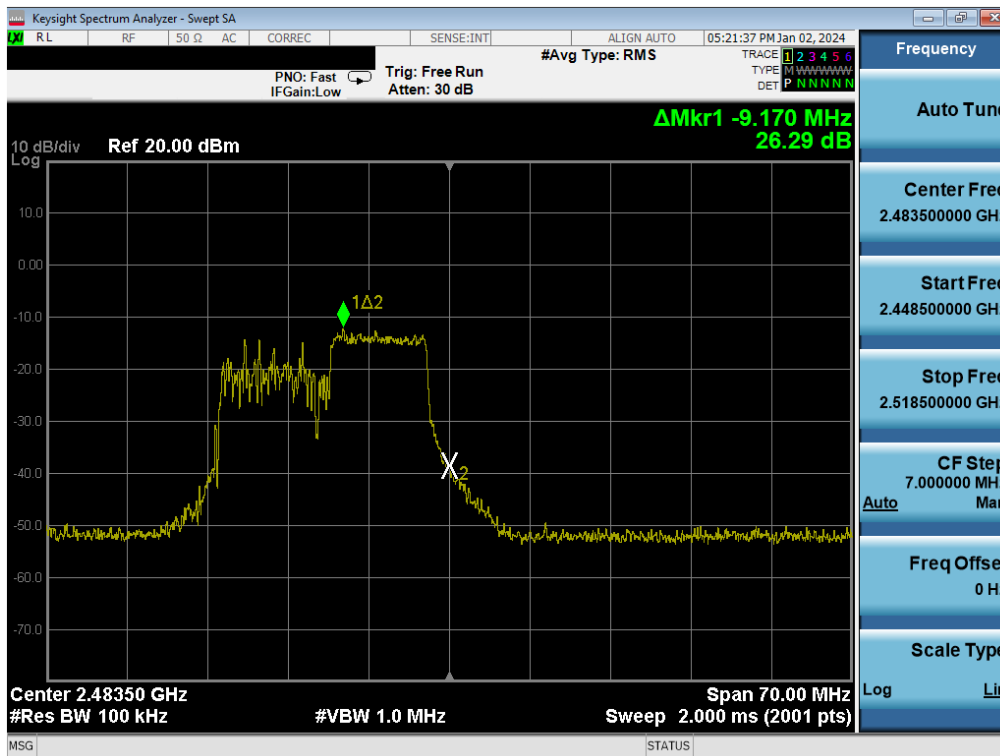 Keysight Spectrum Analyzer - Swept SA
LXI RL RF 50 Ω AC CORREC SENSE:INT ALIGN AUTO 05:21:37 PM Jan 02, 2024
PNO: Fast
IFGain:Low
Trig: Free Run
Atten: 30 dB
#Avg Type: RMS
TRACE 1 2 3 4 5 6
TYPE M WWWWW
DET P N N N N N
ΔMkr1 -9.170 MHz
26.29 dB
10 dB/div Ref 20.00 dBm
Log
10.0
0.00
-10.0
-20.0
-30.0
-40.0
-50.0
-60.0
-70.0
1Δ2
X2
Center 2.48350 GHz Span 70.00 MHz
#Res BW 100 kHz #VBW 1.0 MHz Sweep 2.000 ms (2001 pts)
MSG STATUS
Frequency
Auto Tun
Center Fre
2.483500000 GH
Start Fre
2.448500000 GH
Stop Fre
2.518500000 GH
CF Ste
7.000000 MH
Auto Ma
Freq Offse
0 H
Scale Type
Log Li